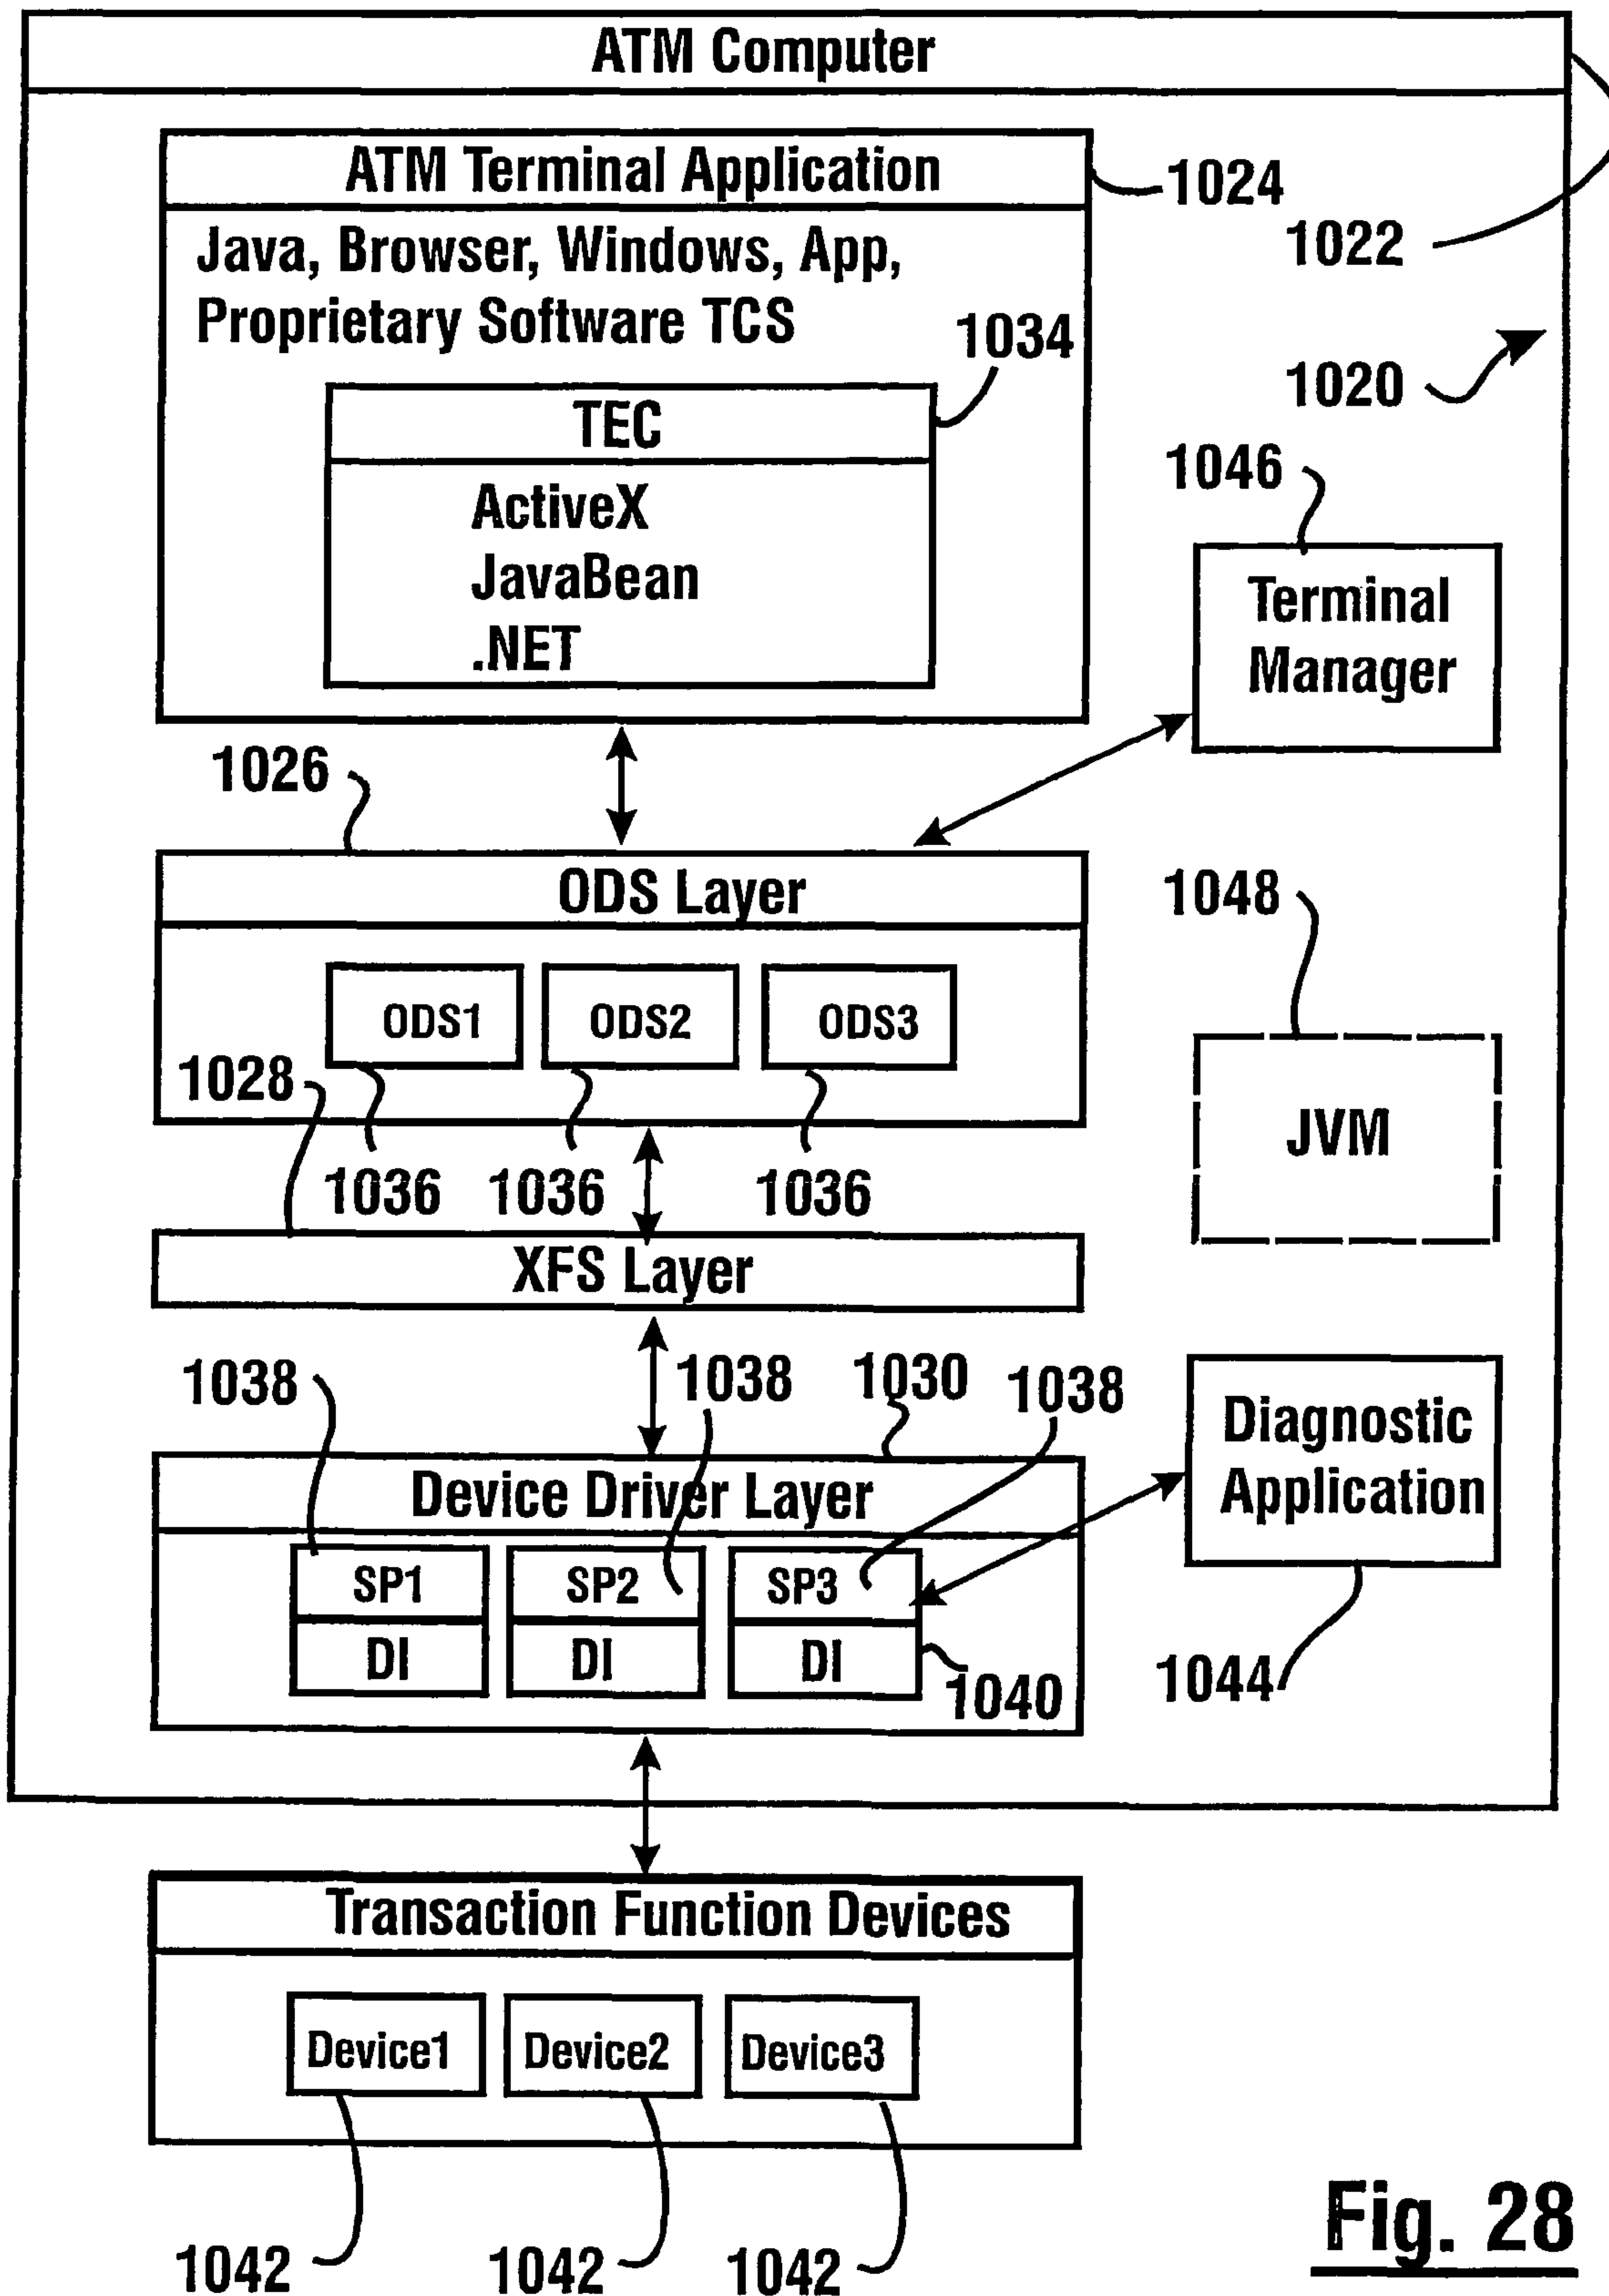 ATM Computer
ATM Terminal Application
1024
Java, Browser, Windows, App,
1022
Proprietary Software TCS
1034
1020
TEC
1046
ActiveX
JavaBean
.NET
Terminal
Manager
1026
ODS Layer
1048
ODS1
ODS2
ODS3
1028
JVM
1036
1036
1036
XFS Layer
1038
1038
1030
1038
Diagnostic
Application
Device Driver Layer
SP1
SP2
SP3
DI
DI
DI
1040
1044
Transaction Function Devices
Device1
Device2
Device3
1042
1042
1042
Fig. 28